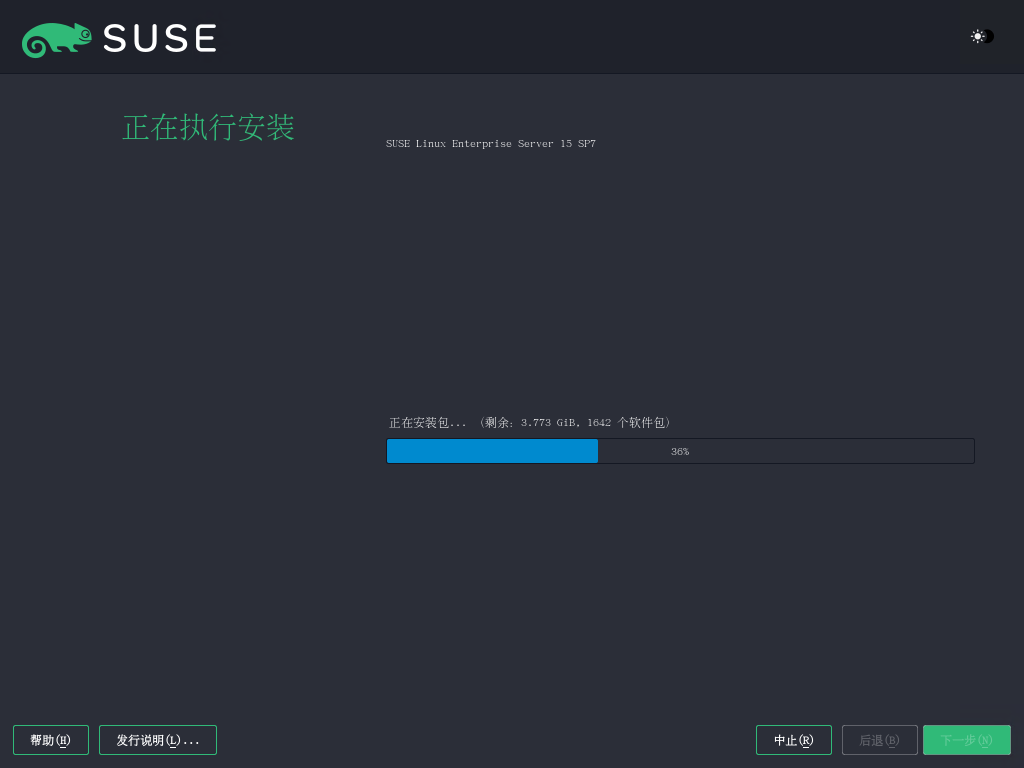 SUSE
正在执行安装
SUSE Linux Enterprise Server 15 SP7
正在安装包... （剩余: 3.773 GiB, 1642 个软件包）
36%
帮助(H)
发行说明(L)...
中止(R)
后退(B)
下一步(N)